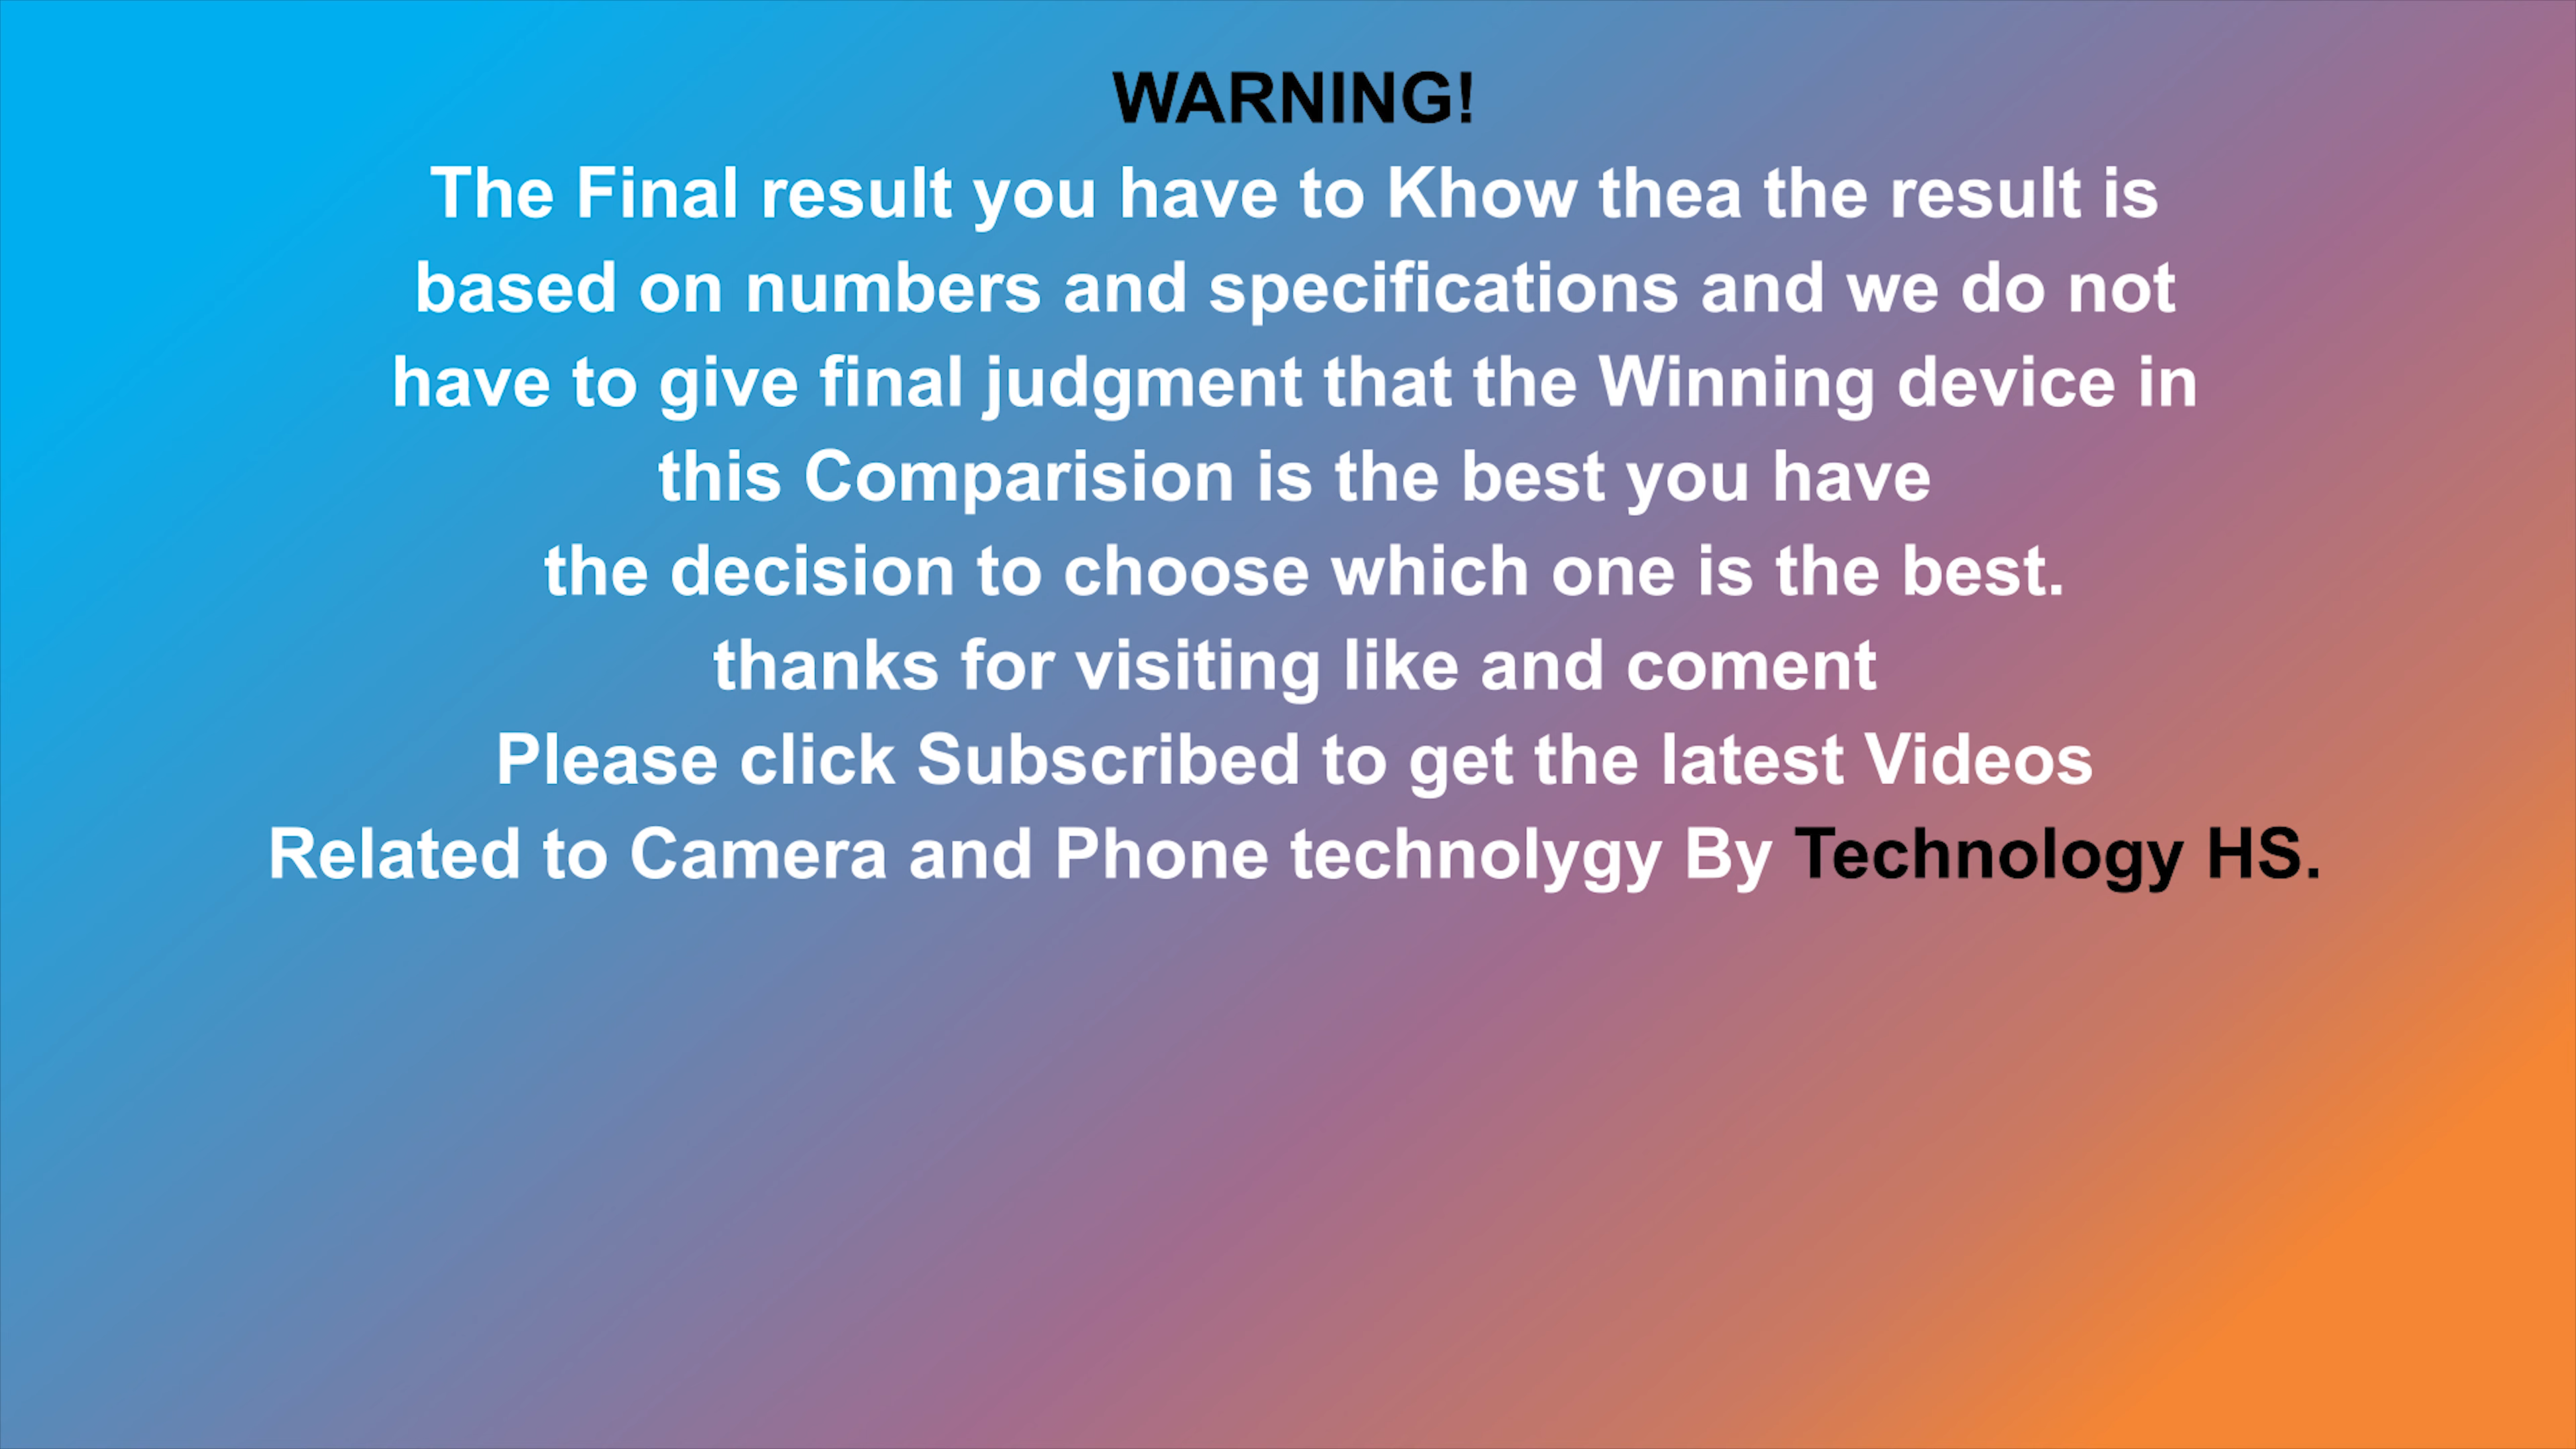 WARNING!
The Final result you have to Khow thea the result is
based on numbers and specifications and we do not
have to give final judgment that the Winning device in
this Comparision is the best you have
the decision to choose which one is the best.
thanks for visiting like and coment
Please click Subscribed to get the latest Videos
Related to Camera and Phone technolygy By Technology HS.